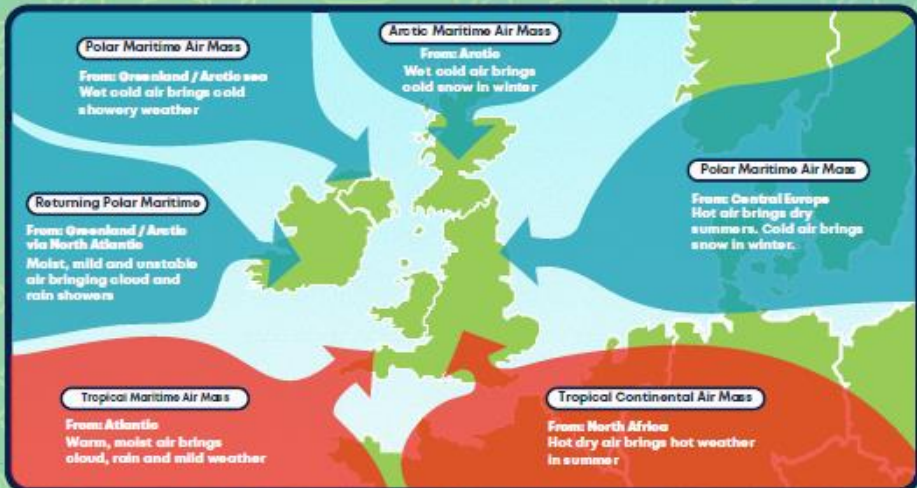 Polar Maritime Air Mass
From: Greenland / Arctic sea
Wet cold air brings cold
showery weather
Arctic Maritime Air Mass
From: Arctic
Wet cold air brings
cold snow in winter
Returning Polar Maritime
From: Greenland / Arctic
via North Atlantic
Moist, mild and unstable
air bringing cloud and
rain showers
Polar Maritime Air Mass
From: Central Europe
Hot air brings dry
summers. Cold air brings
snow in winter.
Tropical Maritime Air Mass
From: Atlantic
Warm, moist air brings
cloud, rain and mild weather
Tropical Continental Air Mass
From: North Africa
Hot dry air brings hot weather
in summer